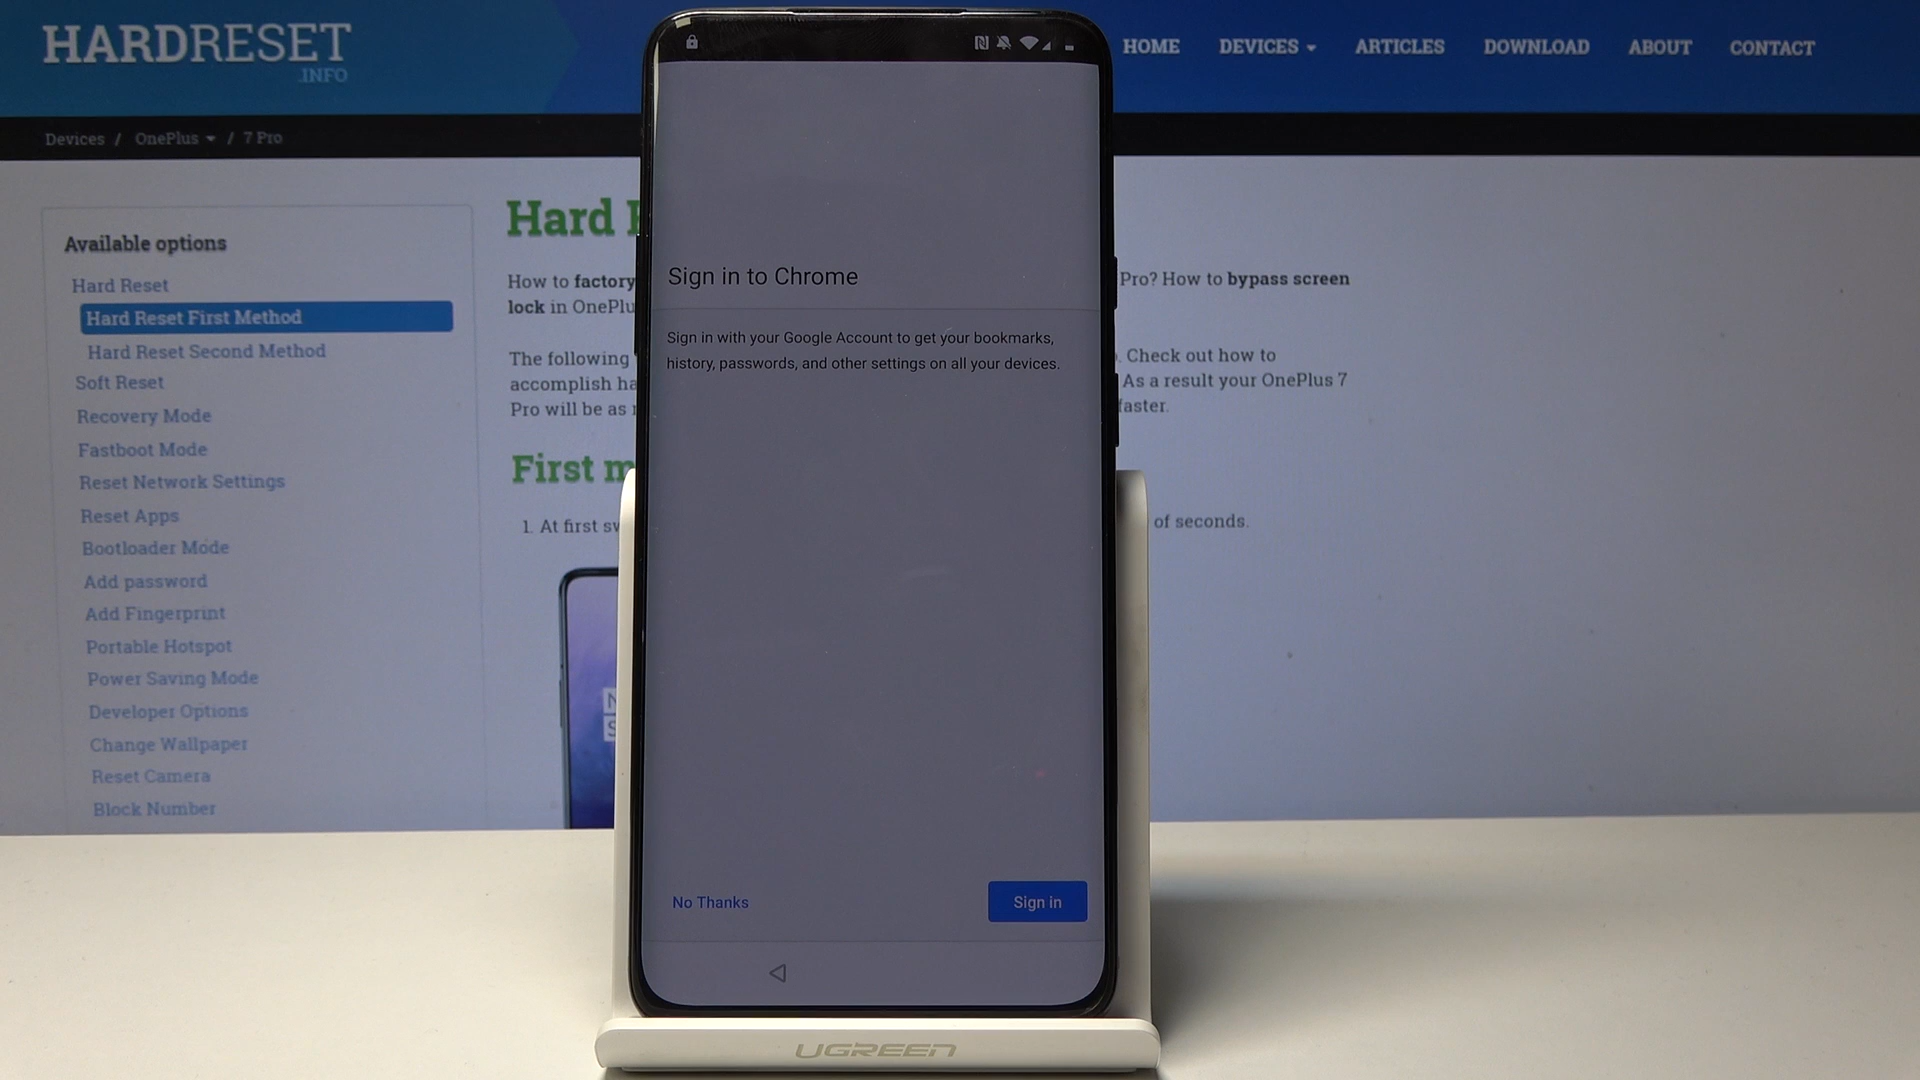 HARDRESET
.INFO
HOME DEVICES ARTICLES DOWNLOAD ABOUT CONTACT
Devices / OnePlus / 7 Pro
Available options
Hard Reset
Hard Reset First Method
Hard Reset Second Method
Soft Reset
Recovery Mode
Fastboot Mode
Reset Network Settings
Reset Apps
Bootloader Mode
Add password
Add Fingerprint
Portable Hotspot
Power Saving Mode
Developer Options
Change Wallpaper
Reset Camera
Block Number
Hard
How to factory Pro? How to bypass screen
lock in OnePlu
The following . Check out how to
accomplish ha As a result your OnePlus 7
Pro will be as faster.
First m
1. At first sw of seconds.
N
S
Sign in to Chrome
Sign in with your Google Account to get your bookmarks,
history, passwords, and other settings on all your devices.
No Thanks Sign in
UGREEN